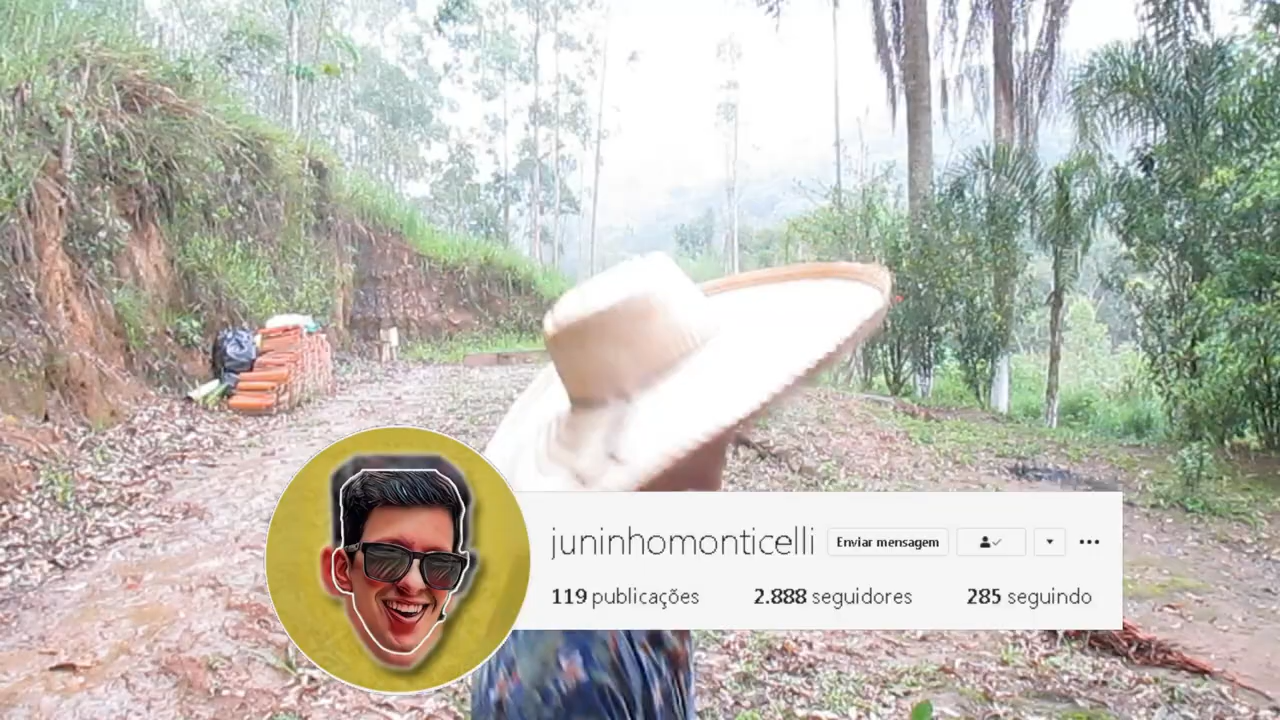 juninhomonticelli Enviar mensagem
119 publicações 2.888 seguidores 285 seguindo